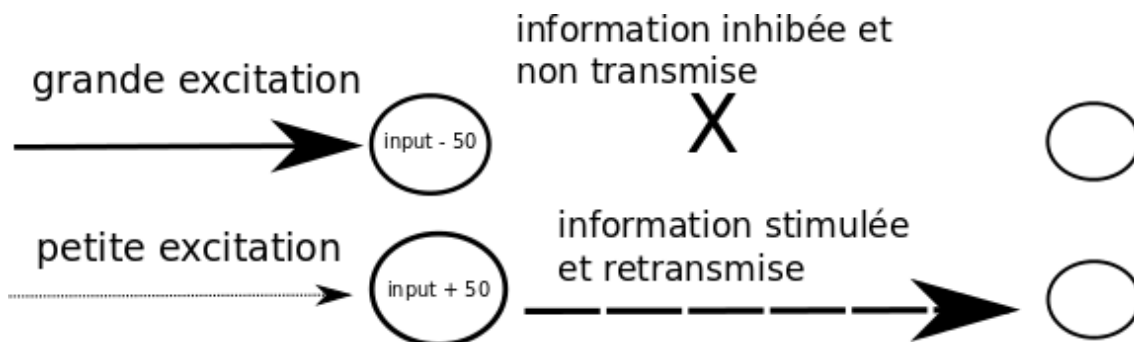 information inhibée et
non transmise
grande excitation
input - 50
X
petite excitation
information stimulée
et retransmise
input + 50